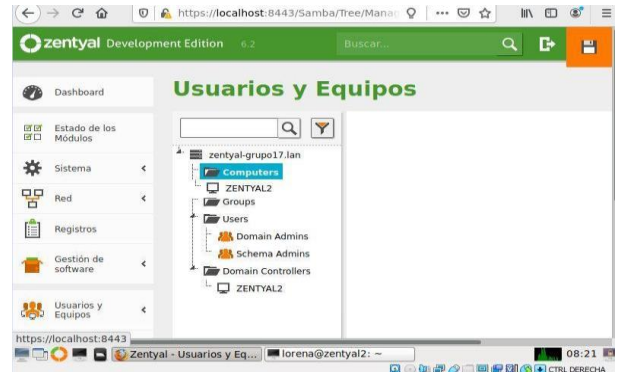 https://localhost:8443/Samba/Tree/Manag
zentyal Development Edition 6.2 Buscar...
Usuarios y Equipos
Dashboard
Estado de los
Módulos
Sistema
Red
Registros
Gestión de
software
Usuarios y
Equipos
zentyal-grupo17.lan
Computers
ZENTYAL2
Groups
Users
Domain Admins
Schema Admins
Domain Controllers
ZENTYAL2
https://localhost:8443
Zentyal - Usuarios y Eq... lorena@zentyal2: ~ 08:21
CTRL DERECHA